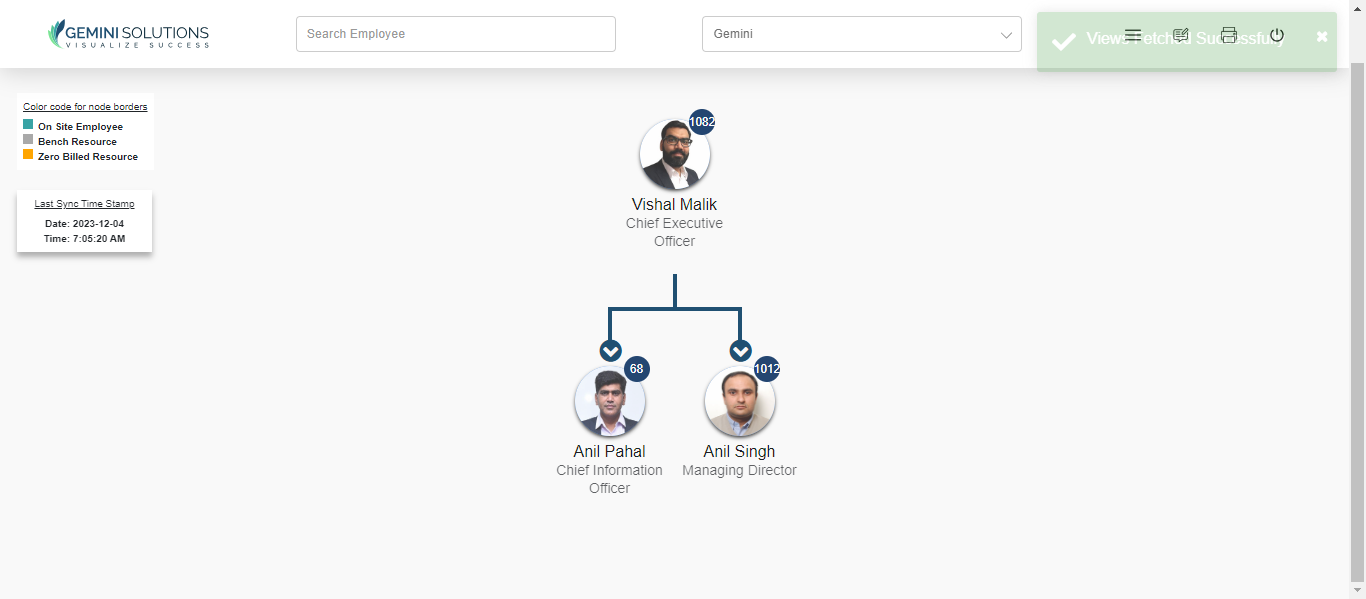 GEMINI SOLUTIONS
VISUALIZE SUCCESS
Search Employee
Gemini
Views Fetched Successfully
Color code for node borders
On Site Employee
Bench Resource
Zero Billed Resource
Last Sync Time Stamp
Date: 2023-12-04
Time: 7:05:20 AM
1082
Vishal Malik
Chief Executive
Officer
68
Anil Pahal
Chief Information
Officer
1012
Anil Singh
Managing Director